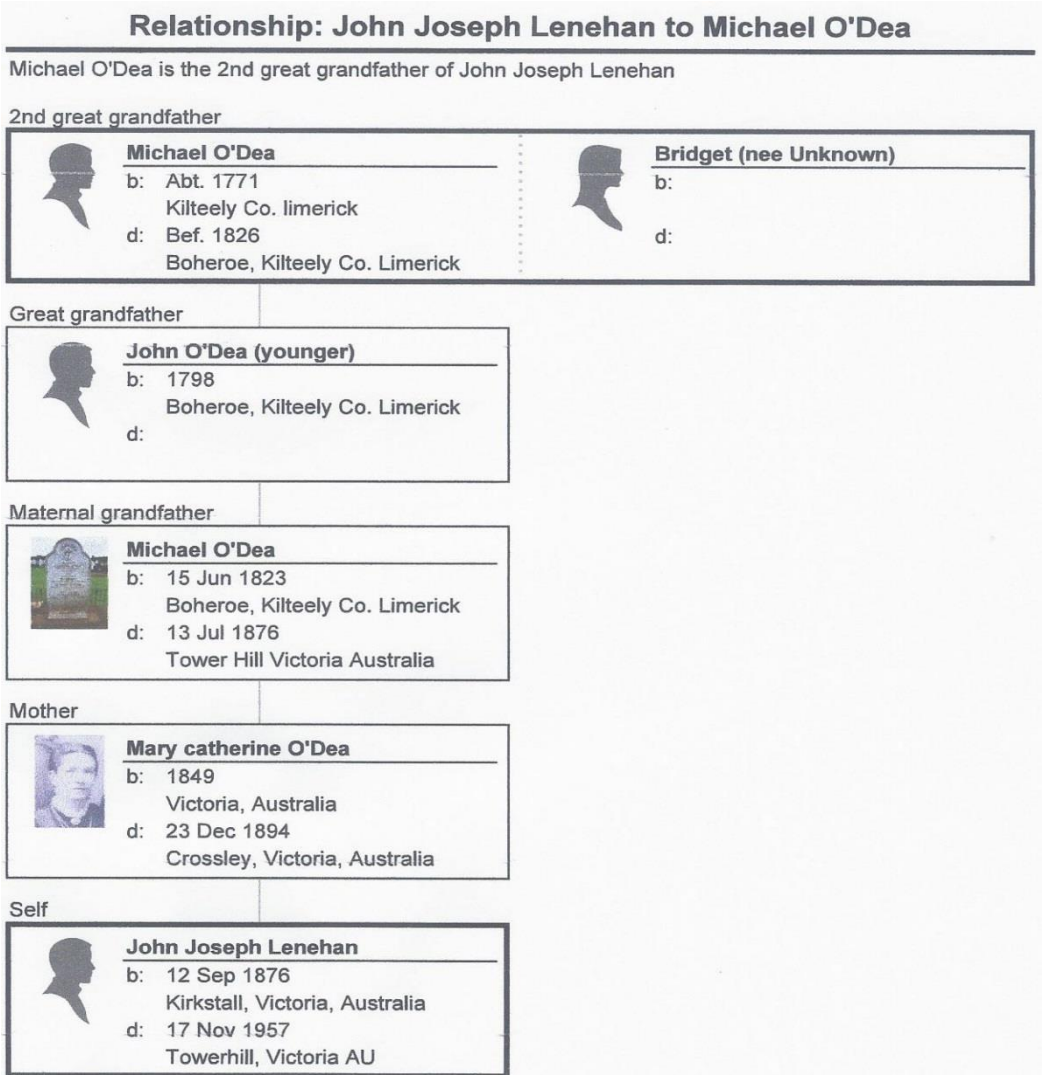 Relationship: John Joseph Lenehan to Michael O'Dea
Michael O'Dea is the 2nd great grandfather of John Joseph Lenehan
2nd great grandfather
Michael O'Dea
b: Abt. 1771
Kilteely Co. limerick
d: Bef. 1826
Boheroe, Kilteely Co. Limerick
Bridget (nee Unknown)
b:
d:
Great grandfather
John O'Dea (younger)
b: 1798
Boheroe, Kilteely Co. Limerick
d:
Maternal grandfather
Michael O'Dea
b: 15 Jun 1823
Boheroe, Kilteely Co. Limerick
d: 13 Jul 1876
Tower Hill Victoria Australia
Mother
Mary catherine O'Dea
b: 1849
Victoria, Australia
d: 23 Dec 1894
Crossley, Victoria, Australia
Self
John Joseph Lenehan
b: 12 Sep 1876
Kirkstall, Victoria, Australia
d: 17 Nov 1957
Towerhill, Victoria AU